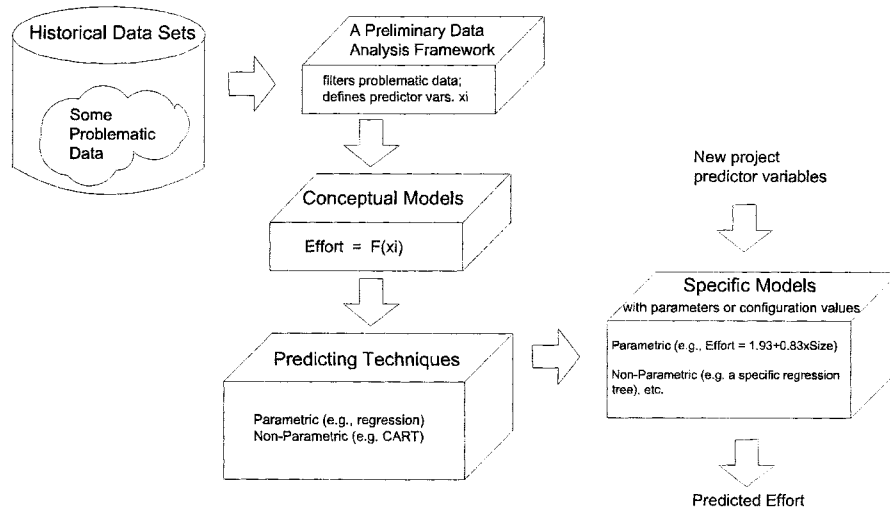 Historical Data Sets
Some
Problematic
Data
A Preliminary Data
Analysis Framework
filters problematic data;
defines predictor vars. xi
Conceptual Models
Effort = F(xi)
Predicting Techniques
Parametric (e.g., regression)
Non-Parametric (e.g. CART)
New project
predictor variables
Specific Models
with parameters or configuration values
Parametric (e.g., Effort = 1.93+0.83xSize)
Non-Parametric (e.g. a specific regression
tree), etc.
Predicted Effort